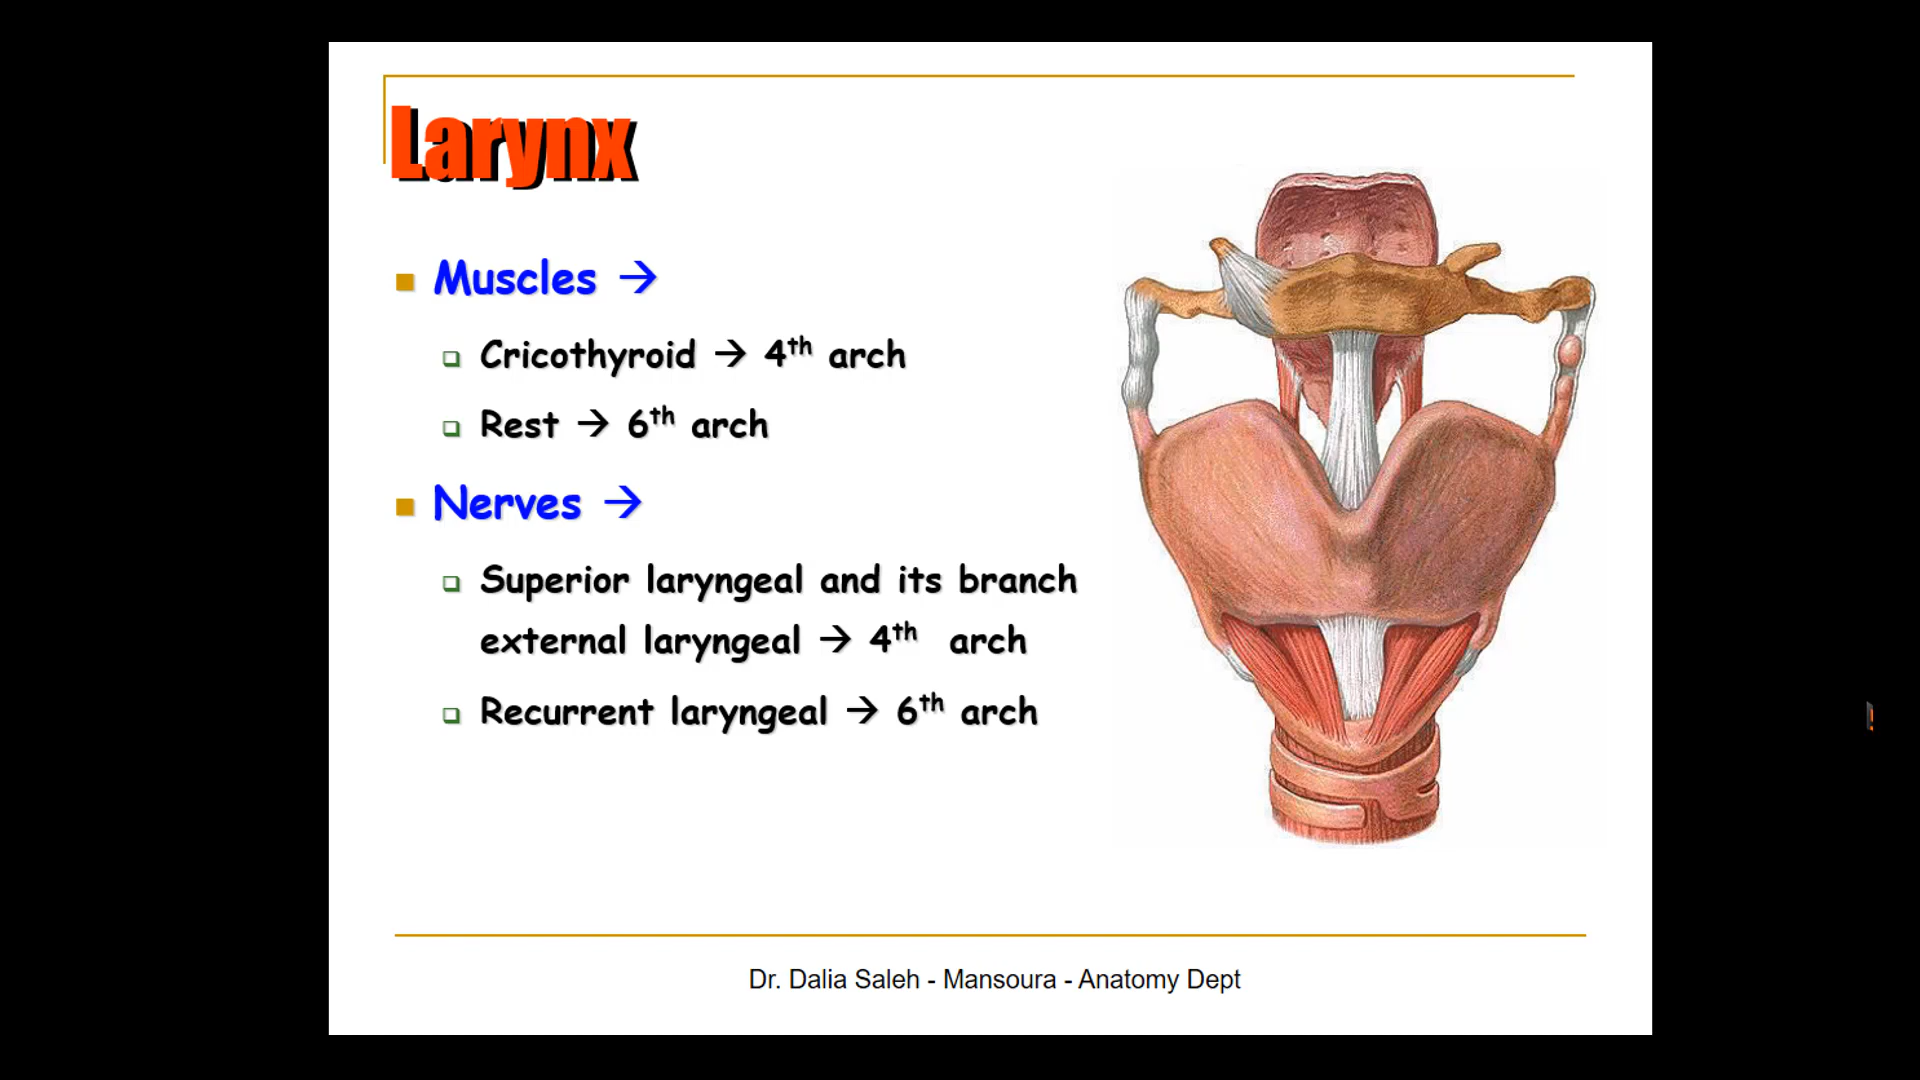 Larynx
Muscles →
Cricothyroid → 4th arch
Rest → 6th arch
Nerves →
Superior laryngeal and its branch
external laryngeal → 4th arch
Recurrent laryngeal → 6th arch
Dr. Dalia Saleh - Mansoura - Anatomy Dept